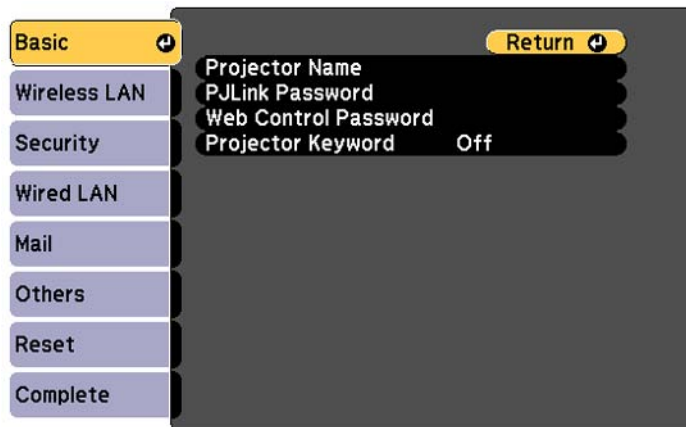 Basic
Wireless LAN
Security
Wired LAN
Mail
Others
Reset
Complete
Return
Projector Name
PJLink Password
Web Control Password
Projector Keyword Off